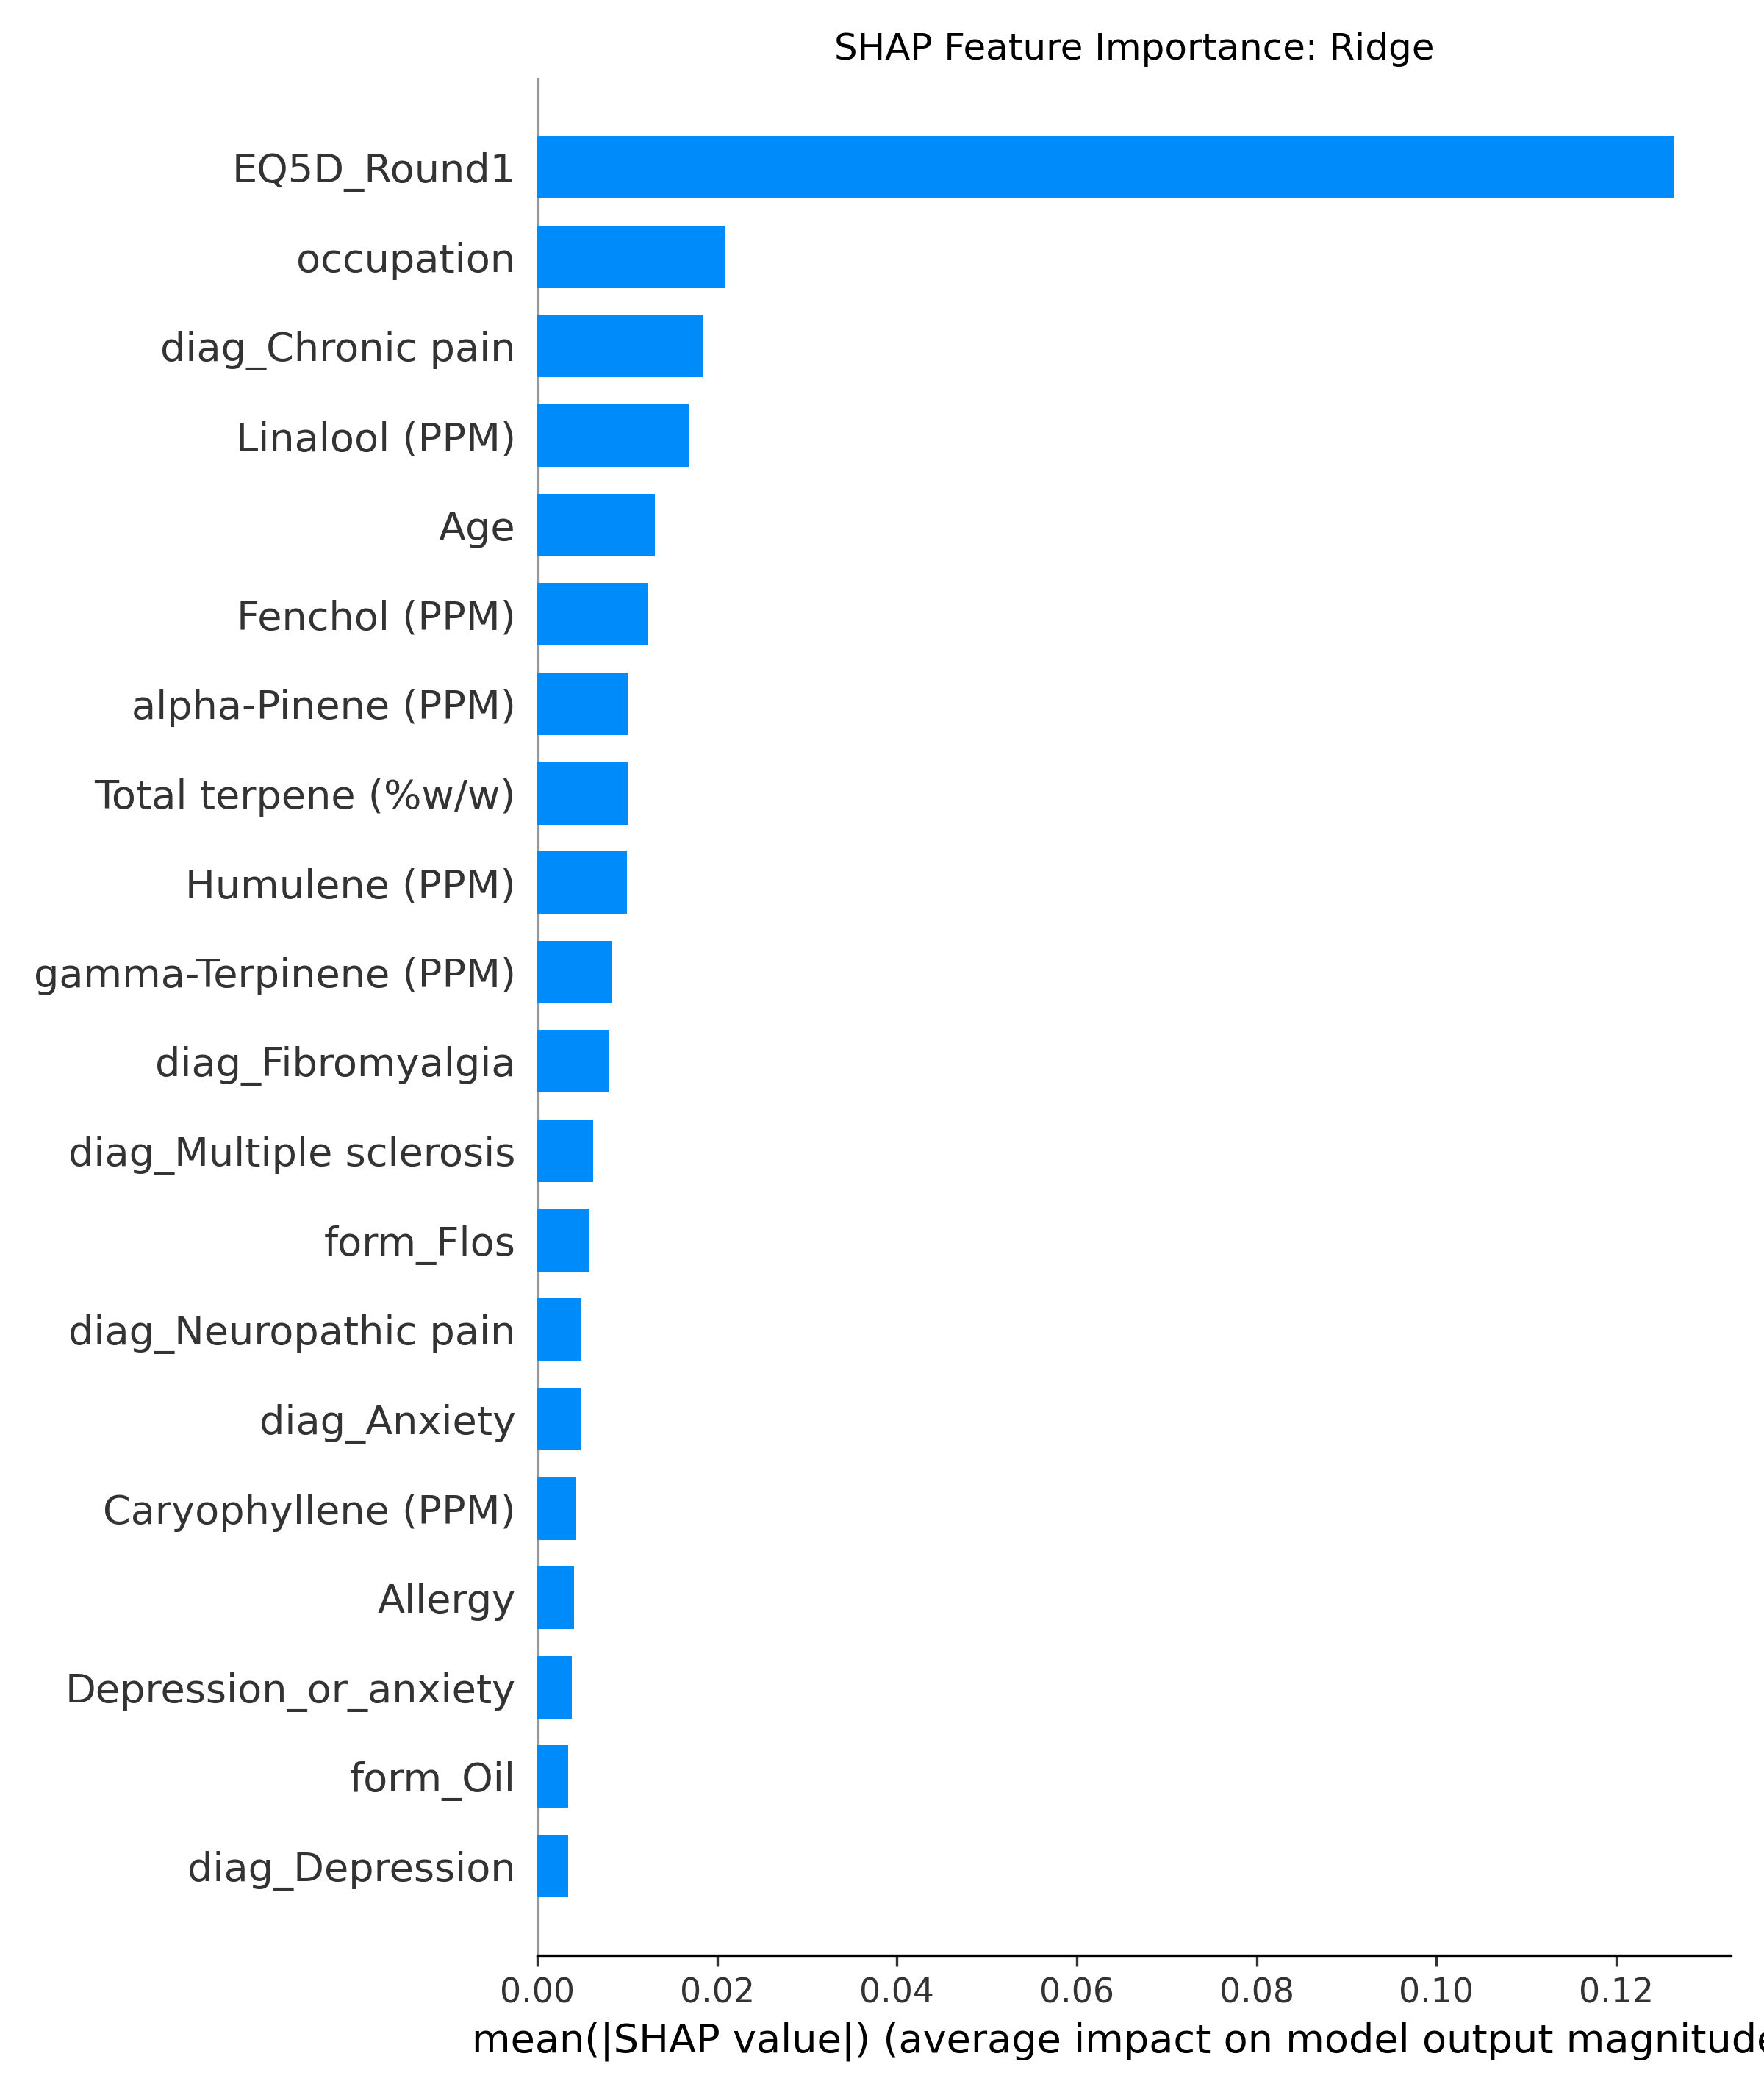 SHAP Feature Importance: Ridge
EQ5D_Round1
occupation
diag_Chronic pain
Linalool (PPM)
Age
Fenchol (PPM)
alpha-Pinene (PPM)
Total terpene (%w/w)
Humulene (PPM)
gamma-Terpinene (PPM)
diag_Fibromyalgia
diag_Multiple sclerosis
form_Flos
diag_Neuropathic pain
diag_Anxiety
Caryophyllene (PPM)
Allergy
Depression_or_anxiety
form_Oil
diag_Depression
0.00 0.02 0.04 0.06 0.08 0.10 0.12
mean(|SHAP value|) (average impact on model output magnitude